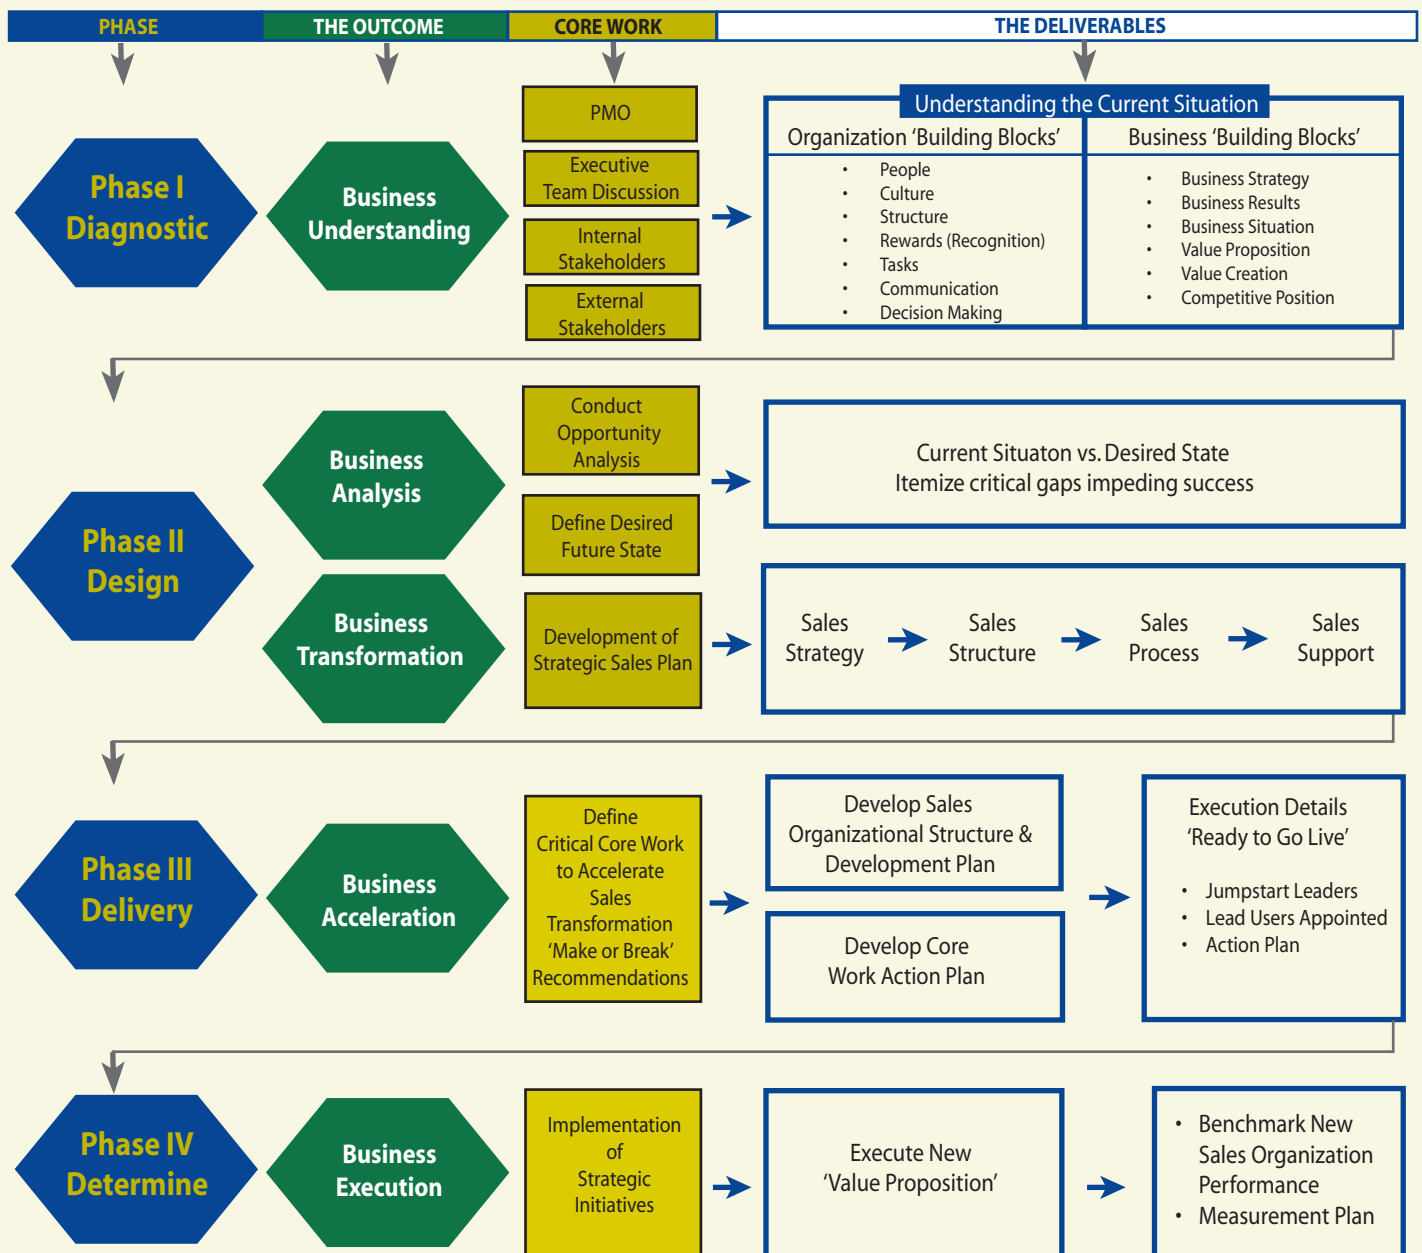 PHASE
THE OUTCOME
CORE WORK
THE DELIVERABLES
Phase I
Diagnostic
Business
Understanding
PMO
Executive
Team Discussion
Internal
Stakeholders
External
Stakeholders
Understanding the Current Situation
Organization ‘Building Blocks’
• People
• Culture
• Structure
• Rewards (Recognition)
• Tasks
• Communication
• Decision Making
Business ‘Building Blocks’
• Business Strategy
• Business Results
• Business Situation
• Value Proposition
• Value Creation
• Competitive Position
Phase II
Design
Business
Analysis
Conduct
Opportunity
Analysis
Define Desired
Future State
Current Situaton vs. Desired State
Itemize critical gaps impeding success
Business
Transformation
Development of
Strategic Sales Plan
Sales
Strategy
Sales
Structure
Sales
Process
Sales
Support
Phase III
Delivery
Business
Acceleration
Define
Critical Core Work
to Accelerate
Sales
Transformation
‘Make or Break’
Recommendations
Develop Sales
Organizational Structure &
Development Plan
Develop Core
Work Action Plan
Execution Details
‘Ready to Go Live’
• Jumpstart Leaders
• Lead Users Appointed
• Action Plan
Phase IV
Determine
Business
Execution
Implementation
of
Strategic
Initiatives
Execute New
‘Value Proposition’
• Benchmark New
Sales Organization
Performance
• Measurement Plan